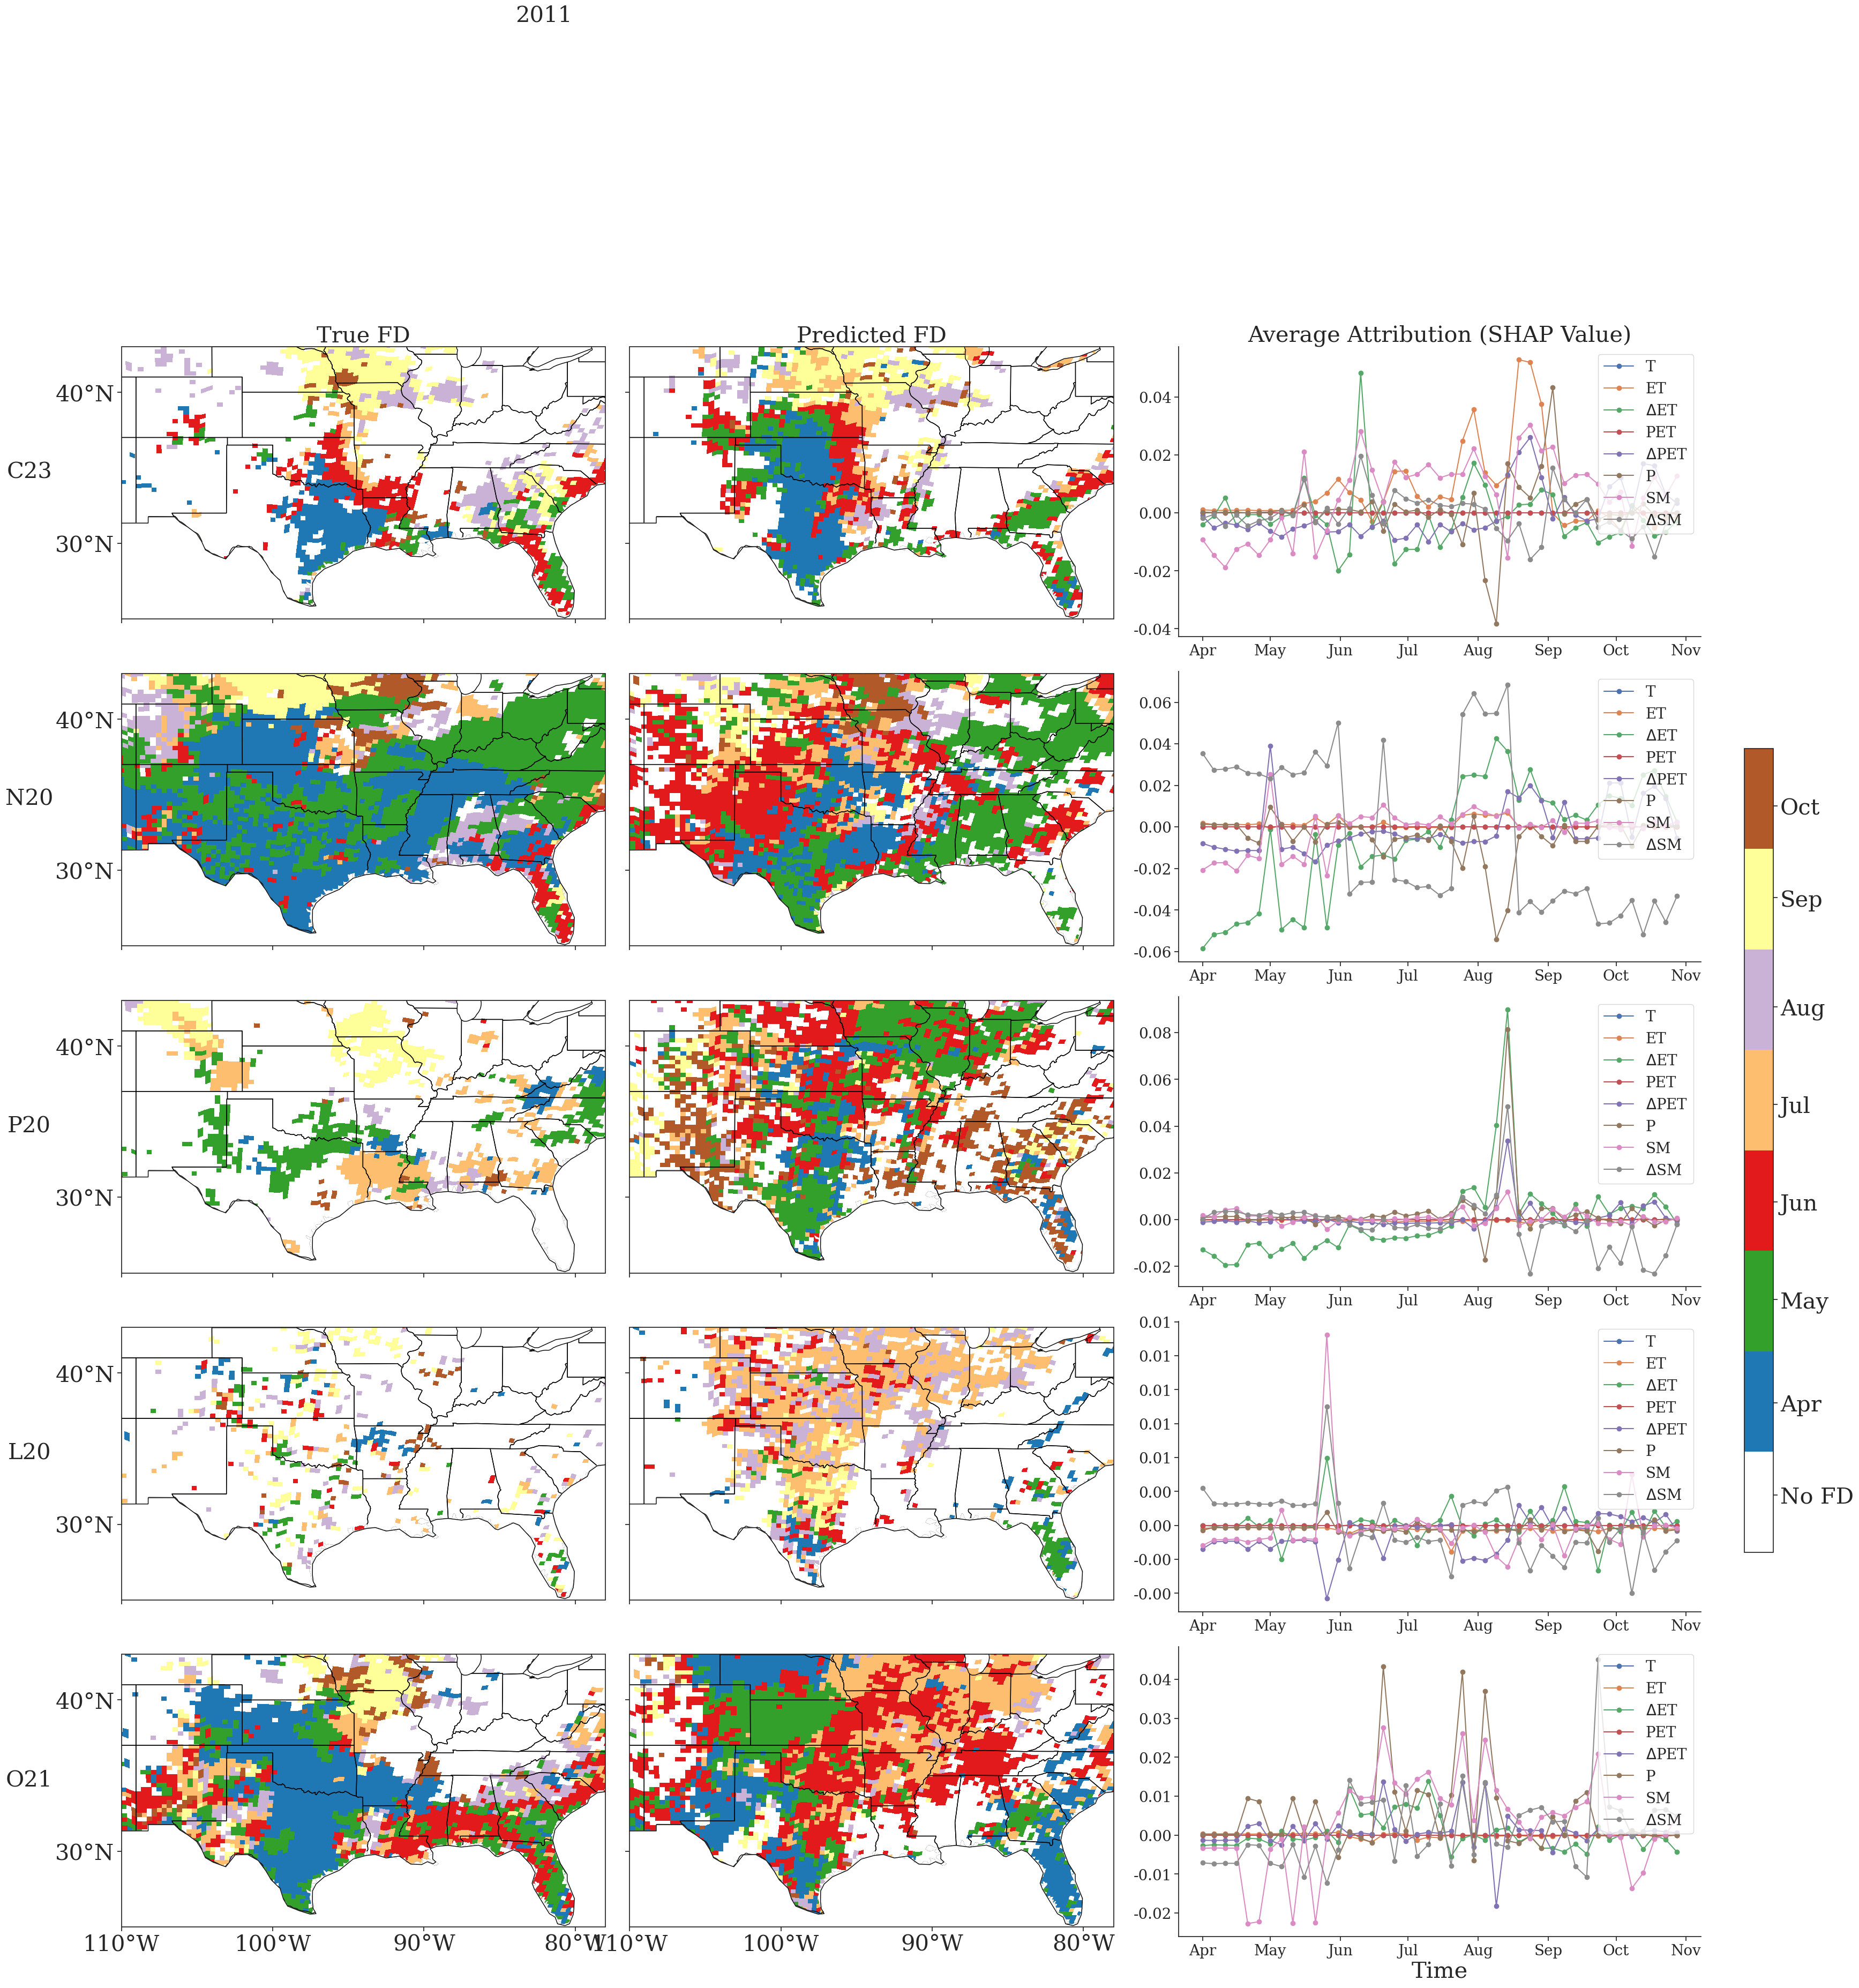 2011
True FD
Predicted FD
Average Attribution (SHAP Value)
C23
40°N
30°N
0.04
0.02
0.00
-0.02
-0.04
Apr May Jun Jul Aug Sep Oct Nov
T
ET
ΔET
PET
ΔPET
P
SM
ΔSM
N20
40°N
30°N
0.06
0.04
0.02
0.00
-0.02
-0.04
-0.06
Apr May Jun Jul Aug Sep Oct Nov
T
ET
ΔET
PET
ΔPET
P
SM
ΔSM
P20
40°N
30°N
0.08
0.06
0.04
0.02
0.00
-0.02
Apr May Jun Jul Aug Sep Oct Nov
T
ET
ΔET
PET
ΔPET
P
SM
ΔSM
L20
40°N
30°N
0.01
0.01
0.01
0.01
0.01
0.00
0.00
-0.00
-0.00
Apr May Jun Jul Aug Sep Oct Nov
T
ET
ΔET
PET
ΔPET
P
SM
ΔSM
O21
40°N
30°N
110°W 100°W 90°W 80°W
110°W 100°W 90°W 80°W
0.04
0.03
0.02
0.01
0.00
-0.01
-0.02
Apr May Jun Jul Aug Sep Oct Nov
Time
T
ET
ΔET
PET
ΔPET
P
SM
ΔSM
Oct
Sep
Aug
Jul
Jun
May
Apr
No FD